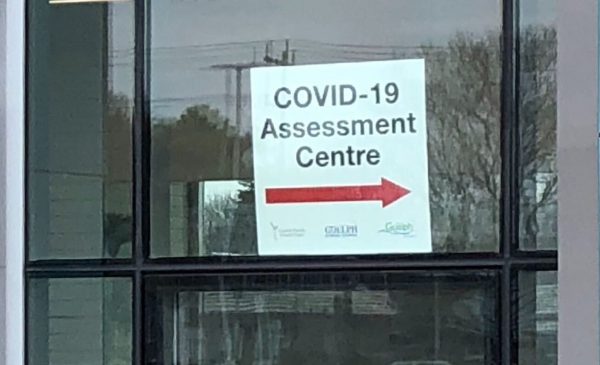 COVID-19
Assessment
Centre
GUELPH
Guelph